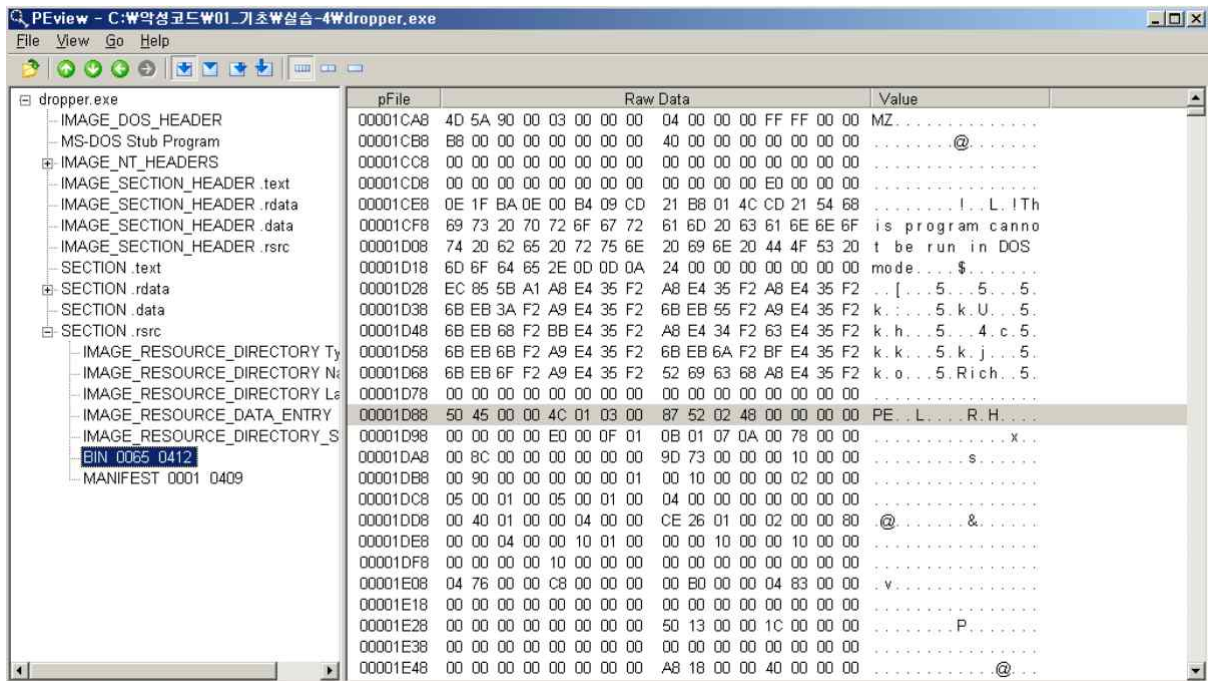 PEview - C:₩악성코드₩01_기초₩실습-4₩dropper.exe
File View Go Help
dropper.exe
IMAGE_DOS_HEADER
MS-DOS Stub Program
IMAGE_NT_HEADERS
IMAGE_SECTION_HEADER .text
IMAGE_SECTION_HEADER .rdata
IMAGE_SECTION_HEADER .data
IMAGE_SECTION_HEADER .rsrc
SECTION .text
SECTION .rdata
SECTION .data
SECTION .rsrc
IMAGE_RESOURCE_DIRECTORY Ty
IMAGE_RESOURCE_DIRECTORY Na
IMAGE_RESOURCE_DIRECTORY La
IMAGE_RESOURCE_DATA_ENTRY
IMAGE_RESOURCE_DIRECTORY_S
BIN 0065 0412
MANIFEST 0001 0409
pFile Raw Data Value
00001CA8 4D 5A 90 00 03 00 00 00 04 00 00 00 FF FF 00 00 MZ..............
00001CB8 B8 00 00 00 00 00 00 00 40 00 00 00 00 00 00 00 ........@.......
00001CC8 00 00 00 00 00 00 00 00 00 00 00 00 00 00 00 00 ................
00001CD8 00 00 00 00 00 00 00 00 00 00 00 00 E0 00 00 00 ................
00001CE8 0E 1F BA 0E 00 B4 09 CD 21 B8 01 4C CD 21 54 68 ........!..L.!Th
00001CF8 69 73 20 70 72 6F 67 72 61 6D 20 63 61 6E 6E 6F is program canno
00001D08 74 20 62 65 20 72 75 6E 20 69 6E 20 44 4F 53 20 t be run in DOS
00001D18 6D 6F 64 65 2E 0D 0D 0A 24 00 00 00 00 00 00 00 mode....$.......
00001D28 EC 85 5B A1 A8 E4 35 F2 A8 E4 35 F2 A8 E4 35 F2 ..[...5...5...5.
00001D38 6B EB 3A F2 A9 E4 35 F2 6B EB 55 F2 A9 E4 35 F2 k.:...5.k.U...5.
00001D48 6B EB 68 F2 BB E4 35 F2 A8 E4 34 F2 63 E4 35 F2 k.h...5...4.c.5.
00001D58 6B EB 6B F2 A9 E4 35 F2 6B EB 6A F2 BF E4 35 F2 k.k...5.k.j...5.
00001D68 6B EB 6F F2 A9 E4 35 F2 52 69 63 68 A8 E4 35 F2 k.o...5.Rich..5.
00001D78 00 00 00 00 00 00 00 00 00 00 00 00 00 00 00 00 ................
00001D88 50 45 00 00 4C 01 03 00 87 52 02 48 00 00 00 00 PE..L....R.H....
00001D98 00 00 00 00 E0 00 0F 01 0B 01 07 0A 00 78 00 00 .............x..
00001DA8 00 8C 00 00 00 00 00 00 9D 73 00 00 00 10 00 00 .........s......
00001DB8 00 90 00 00 00 00 00 01 00 10 00 00 00 02 00 00 ................
00001DC8 05 00 01 00 05 00 01 00 04 00 00 00 00 00 00 00 ................
00001DD8 00 40 01 00 00 04 00 00 CE 26 01 00 02 00 00 80 .@.......&......
00001DE8 00 00 04 00 00 10 01 00 00 00 10 00 00 10 00 00 ................
00001DF8 00 00 00 00 10 00 00 00 00 00 00 00 00 00 00 00 ................
00001E08 04 76 00 00 C8 00 00 00 00 B0 00 00 04 83 00 00 .v..............
00001E18 00 00 00 00 00 00 00 00 00 00 00 00 00 00 00 00 ................
00001E28 00 00 00 00 00 00 00 00 50 13 00 00 1C 00 00 00 ........P.......
00001E38 00 00 00 00 00 00 00 00 00 00 00 00 00 00 00 00 ................
00001E48 00 00 00 00 00 00 00 00 A8 18 00 00 40 00 00 00 ............@...